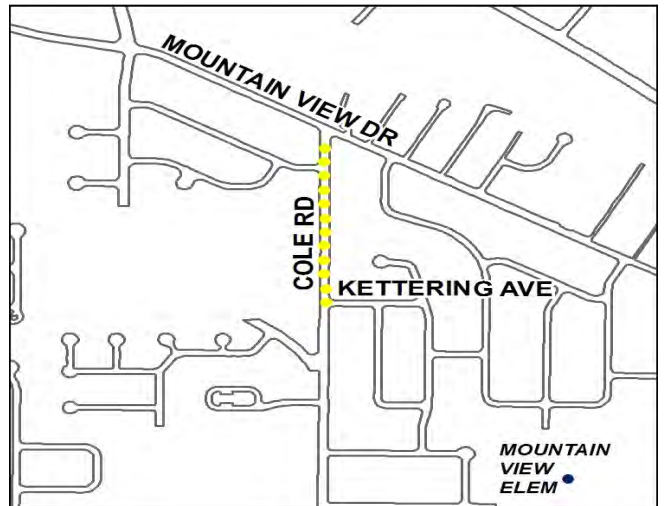 MOUNTAIN VIEW DR
COLE RD
KETTERING AVE
MOUNTAIN
VIEW
ELEM